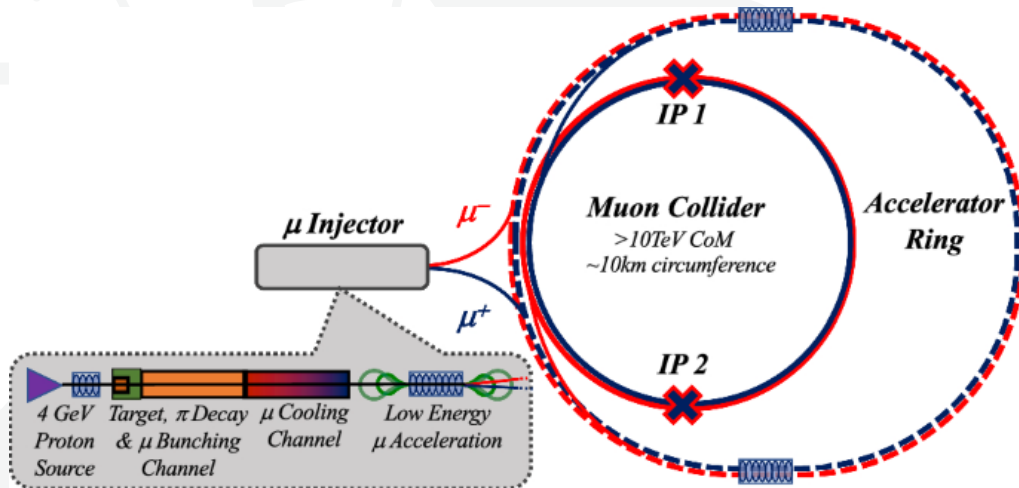 IP 1
μ Injector
μ−
Muon Collider
>10TeV CoM
~10km circumference
Accelerator
Ring
μ+
IP 2
4 GeV
Proton
Source
Target, π Decay
& μ Bunching
Channel
μ Cooling
Channel
Low Energy
μ Acceleration